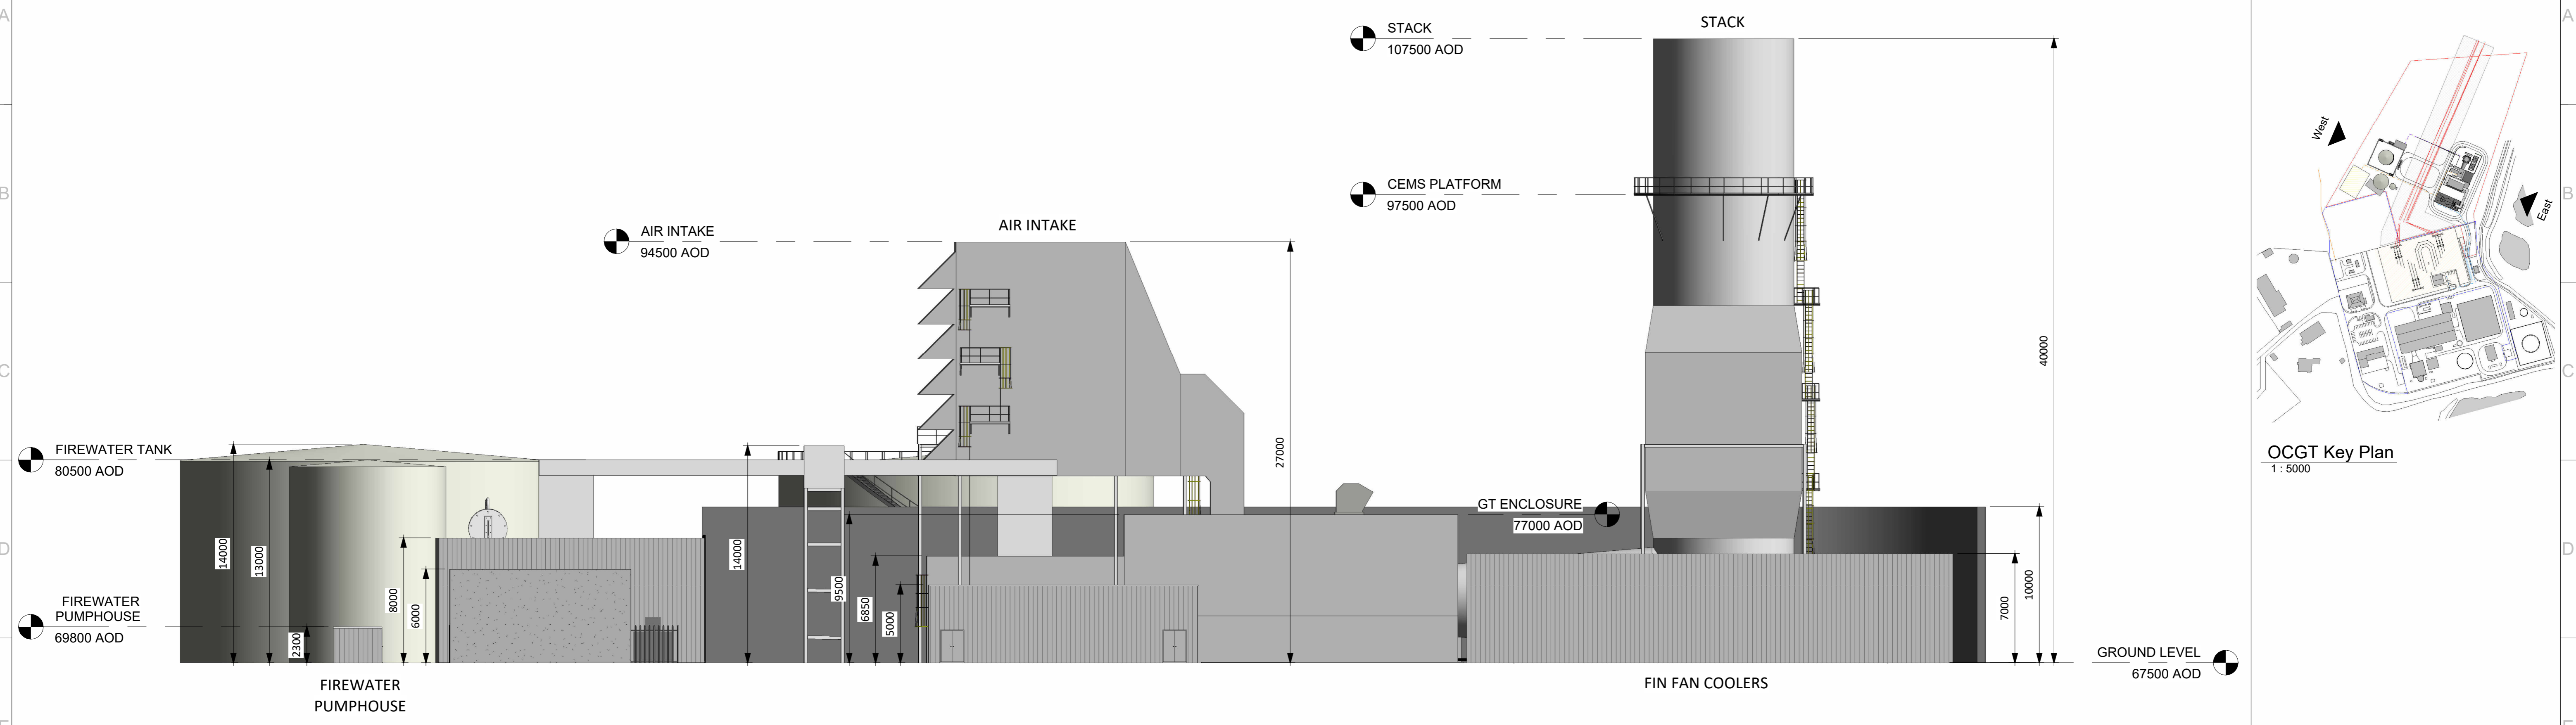 A
A
STACK
STACK
107500 AOD
CEMS PLATFORM
97500 AOD
B
B
AIR INTAKE
AIR INTAKE
94500 AOD
West
East
C
C
40000
27000
FIREWATER TANK
80500 AOD
OCGT Key Plan
1 : 5000
GT ENCLOSURE
77000 AOD
D
D
14000
13000
8000
6000
2300
14000
9500
6850
5000
7000
10000
FIREWATER
PUMPHOUSE
69800 AOD
GROUND LEVEL
67500 AOD
FIREWATER
PUMPHOUSE
FIN FAN COOLERS